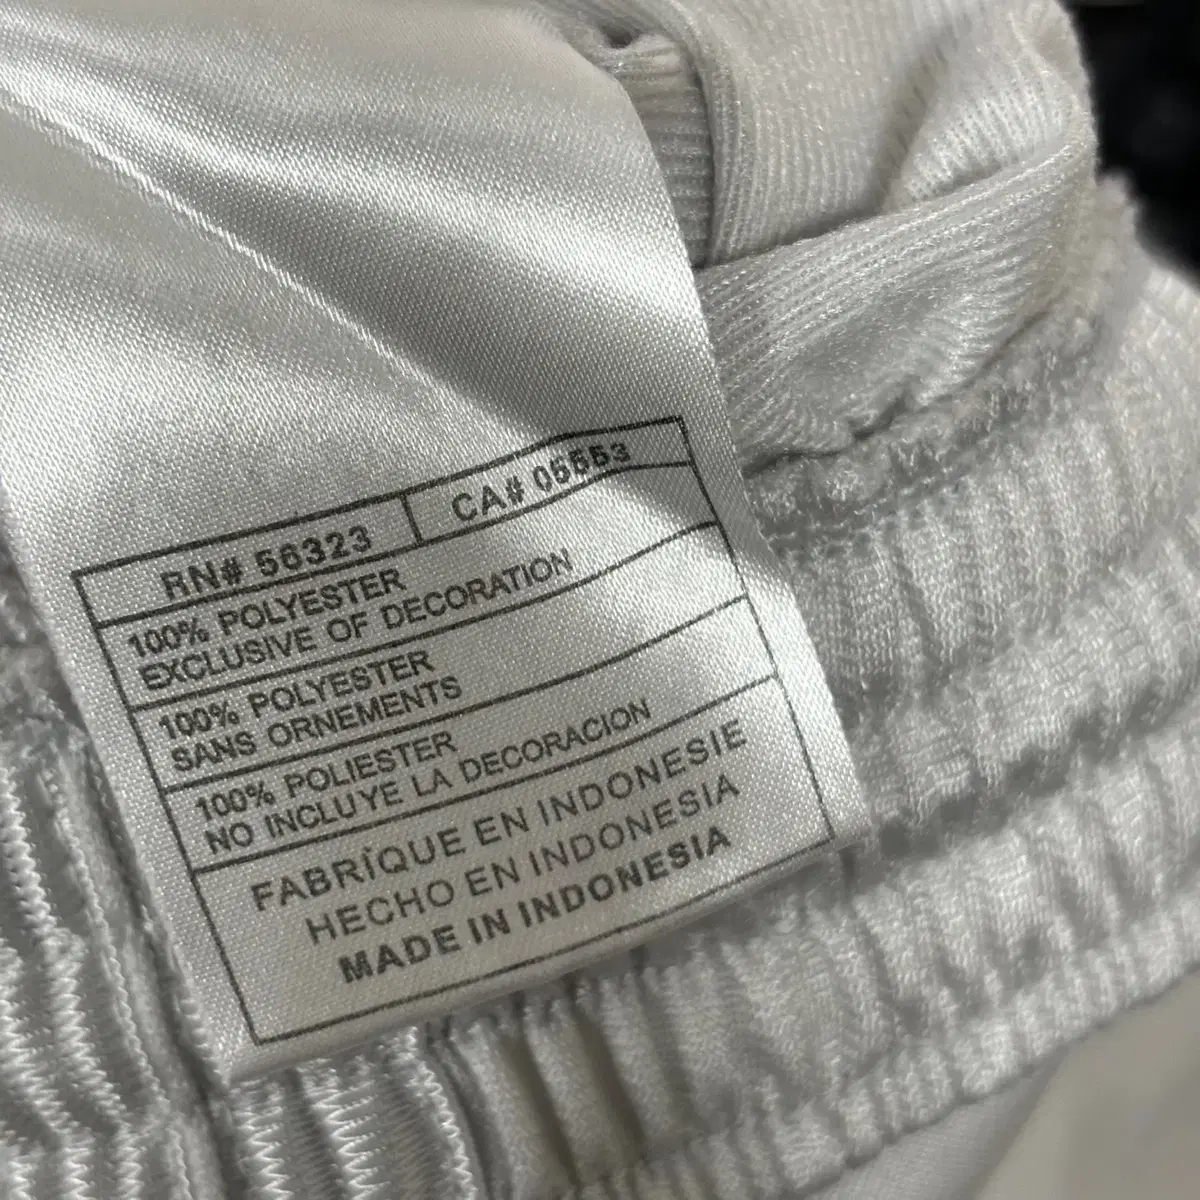 RN# 56323 CA# 05553
100% POLYESTER
EXCLUSIVE OF DECORATION
100% POLYESTER
SANS ORNEMENTS
100% POLIESTER
NO INCLUYE LA DECORACION
FABRÍQUE EN INDONESIE
HECHO EN INDONESIA
MADE IN INDONESIA